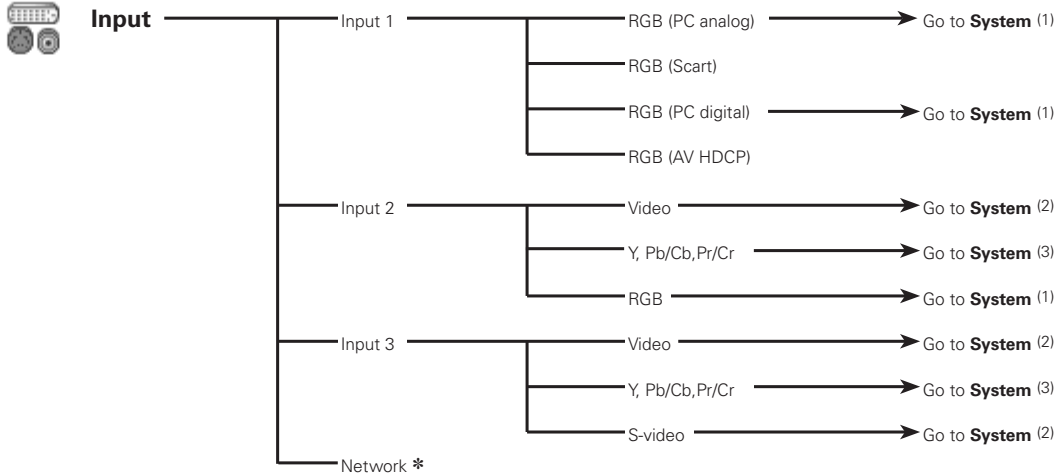 Input Input 1 RGB (PC analog) Go to System (1)
RGB (Scart)
RGB (PC digital) Go to System (1)
RGB (AV HDCP)
Input 2 Video Go to System (2)
Y, Pb/Cb,Pr/Cr Go to System (3)
RGB Go to System (1)
Input 3 Video Go to System (2)
Y, Pb/Cb,Pr/Cr Go to System (3)
S-video Go to System (2)
Network ✻